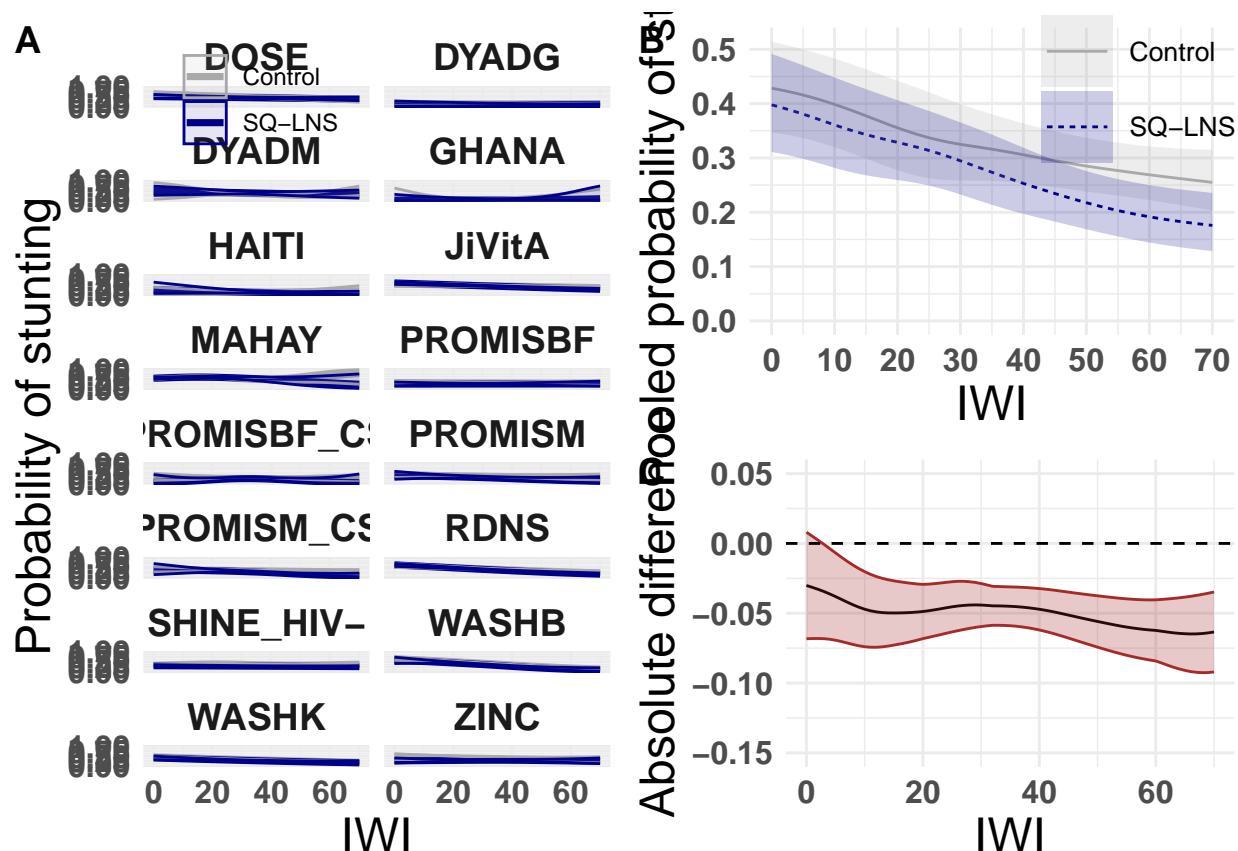 A
Probability of stunting
DOSE
DYADG
Control
SQ–LNS
DYADM
GHANA
HAITI
JiVitA
MAHAY
PROMISBF
PROMISBF_CS
PROMISM
PROMISM_CS
RDNS
SHINE_HIV–
WASHB
WASHK
ZINC
0 20 40 60
0 20 40 60
IWI
B
pooled probability of st
0.5
0.4
0.3
0.2
0.1
0.0
Control
SQ–LNS
0 10 20 30 40 50 60 70
IWI
Absolute difference
0.05
0.00
−0.05
−0.10
−0.15
0 20 40 60
IWI